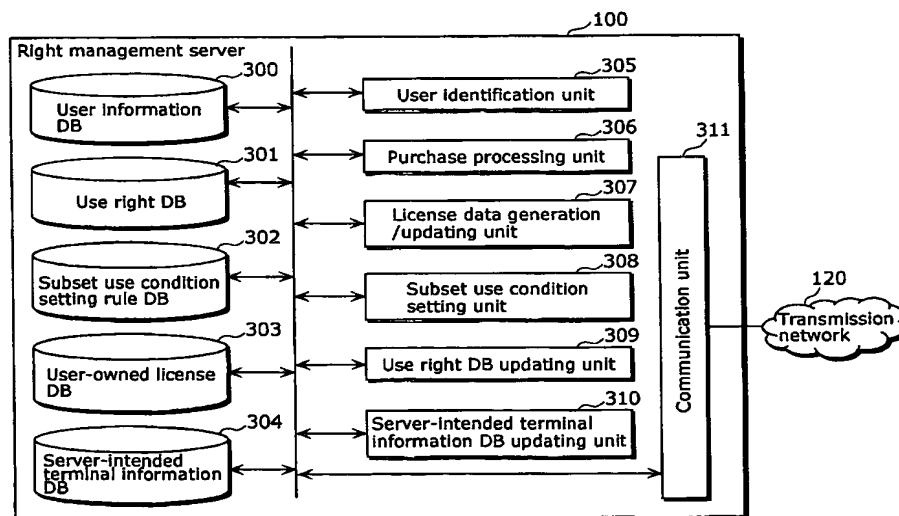 100
Right management server
300
User information
DB
301
Use right DB
302
Subset use condition
setting rule DB
303
User-owned license
DB
304
Server-intended
terminal information
DB
305
User identification unit
306
Purchase processing unit
307
License data generation
/updating unit
308
Subset use condition
setting unit
309
Use right DB updating unit
310
Server-intended terminal
information DB updating unit
311
Communication unit
120
Transmission
network